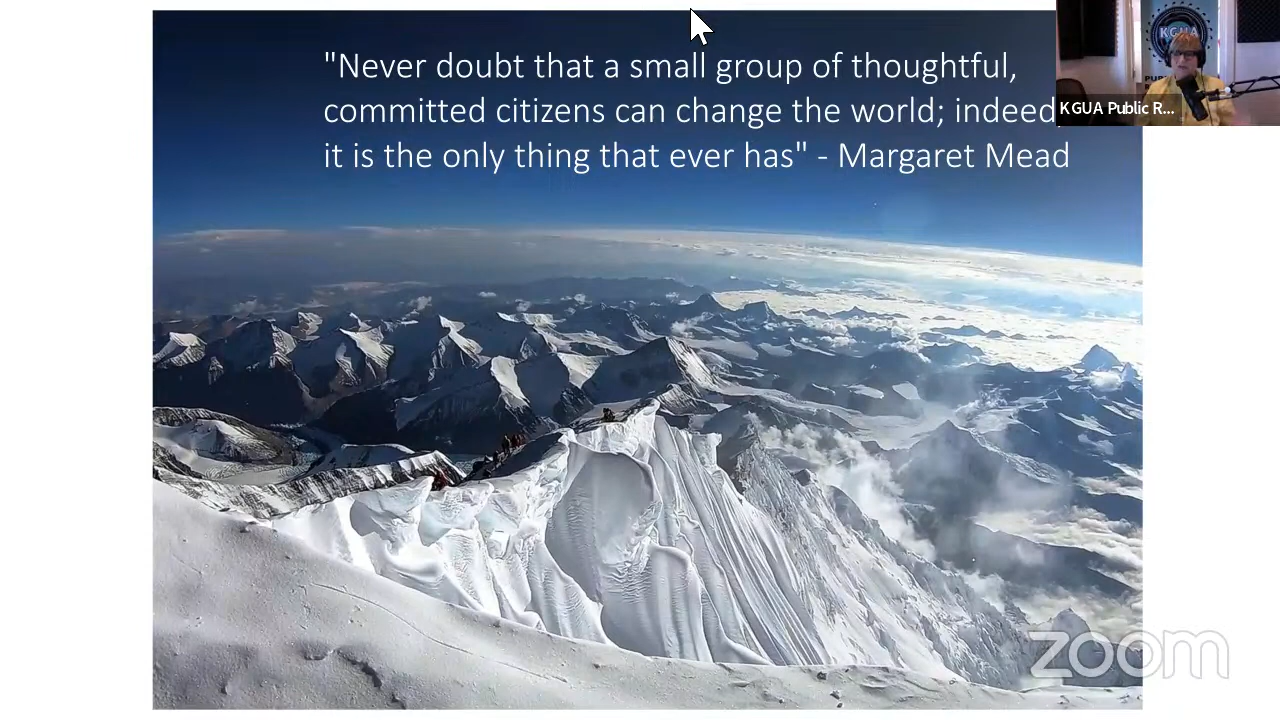 "Never doubt that a small group of thoughtful,
committed citizens can change the world; indeed,
it is the only thing that ever has" - Margaret Mead
KGUA
KGUA Public R...
zoom